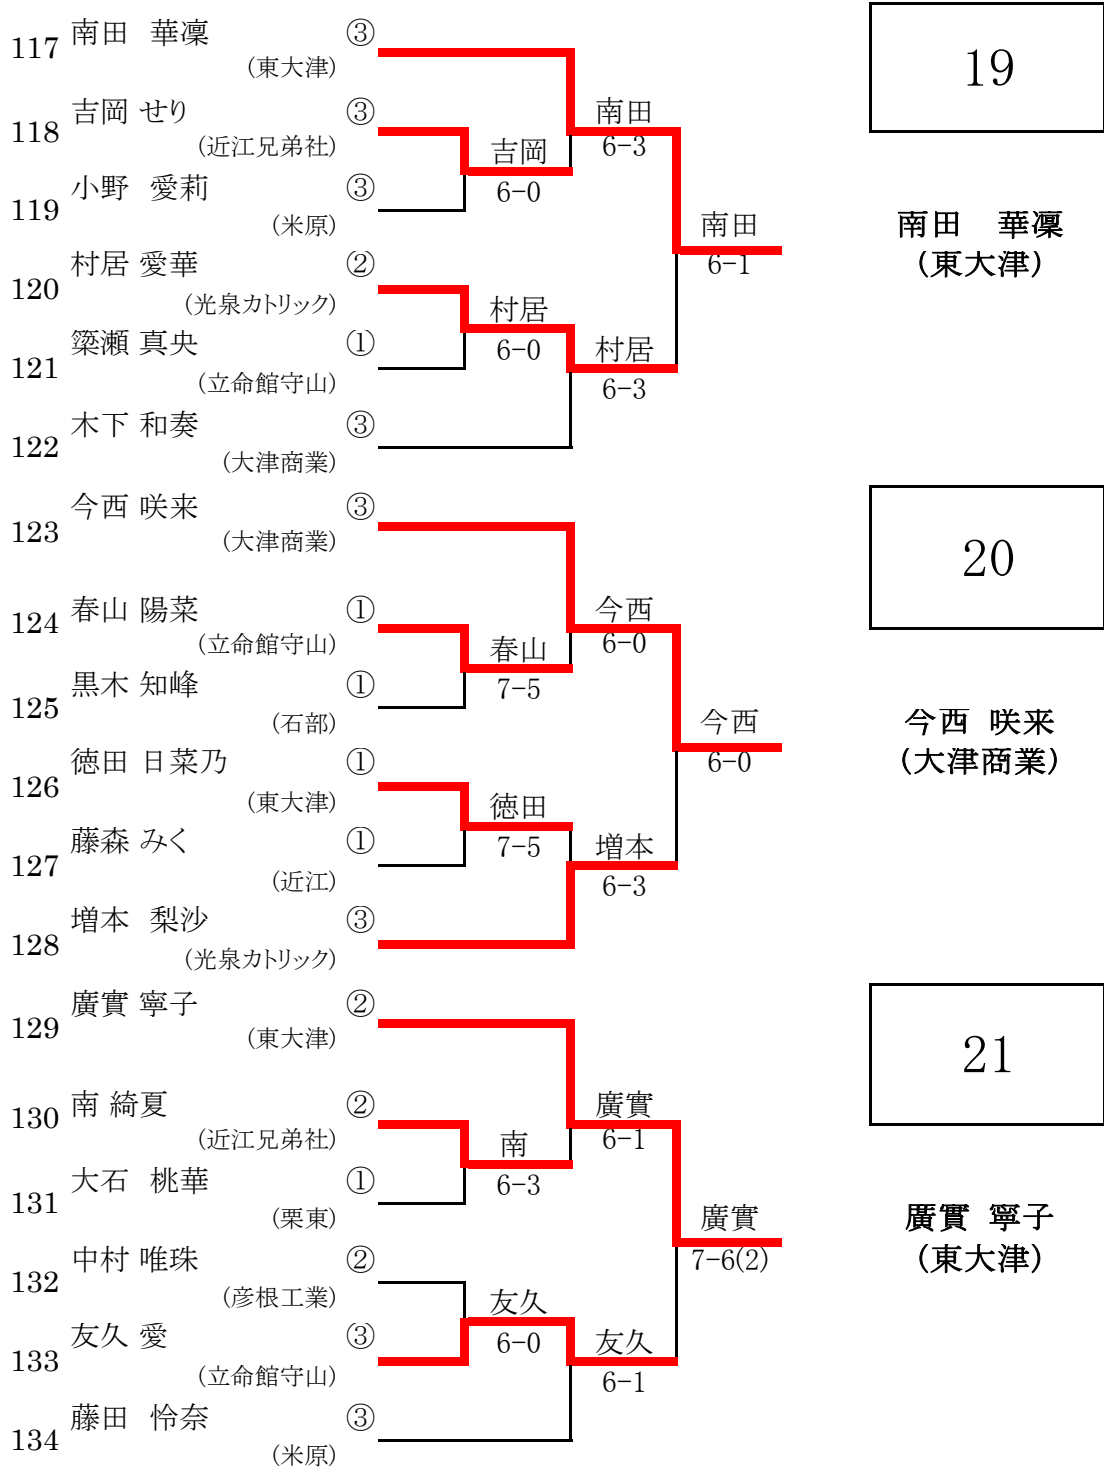 117 南田　華凜 ③
(東大津)
118 吉岡 せり ③
(近江兄弟社)
119 小野　愛莉 ③
(米原)
120 村居 愛華 ②
(光泉カトリック)
121 簗瀬 真央 ①
(立命館守山)
122 木下 和奏 ③
(大津商業)
吉岡
6-0
村居
6-0
南田
6-3
村居
6-3
南田
6-1
19
南田　華凜
(東大津)
123 今西 咲来 ③
(大津商業)
124 春山 陽菜 ①
(立命館守山)
125 黒木 知峰 ①
(石部)
126 徳田 日菜乃 ①
(東大津)
127 藤森 みく ①
(近江)
128 増本　梨沙 ③
(光泉カトリック)
春山
7-5
徳田
7-5
今西
6-0
増本
6-3
今西
6-0
20
今西 咲来
(大津商業)
129 廣實 寧子 ②
(東大津)
130 南 綺夏 ②
(近江兄弟社)
131 大石　桃華 ①
(栗東)
132 中村 唯珠 ②
(彦根工業)
133 友久 愛 ③
(立命館守山)
134 藤田　怜奈 ③
(米原)
南
6-3
友久
6-0
廣實
6-1
友久
6-1
廣實
7-6(2)
21
廣實 寧子
(東大津)